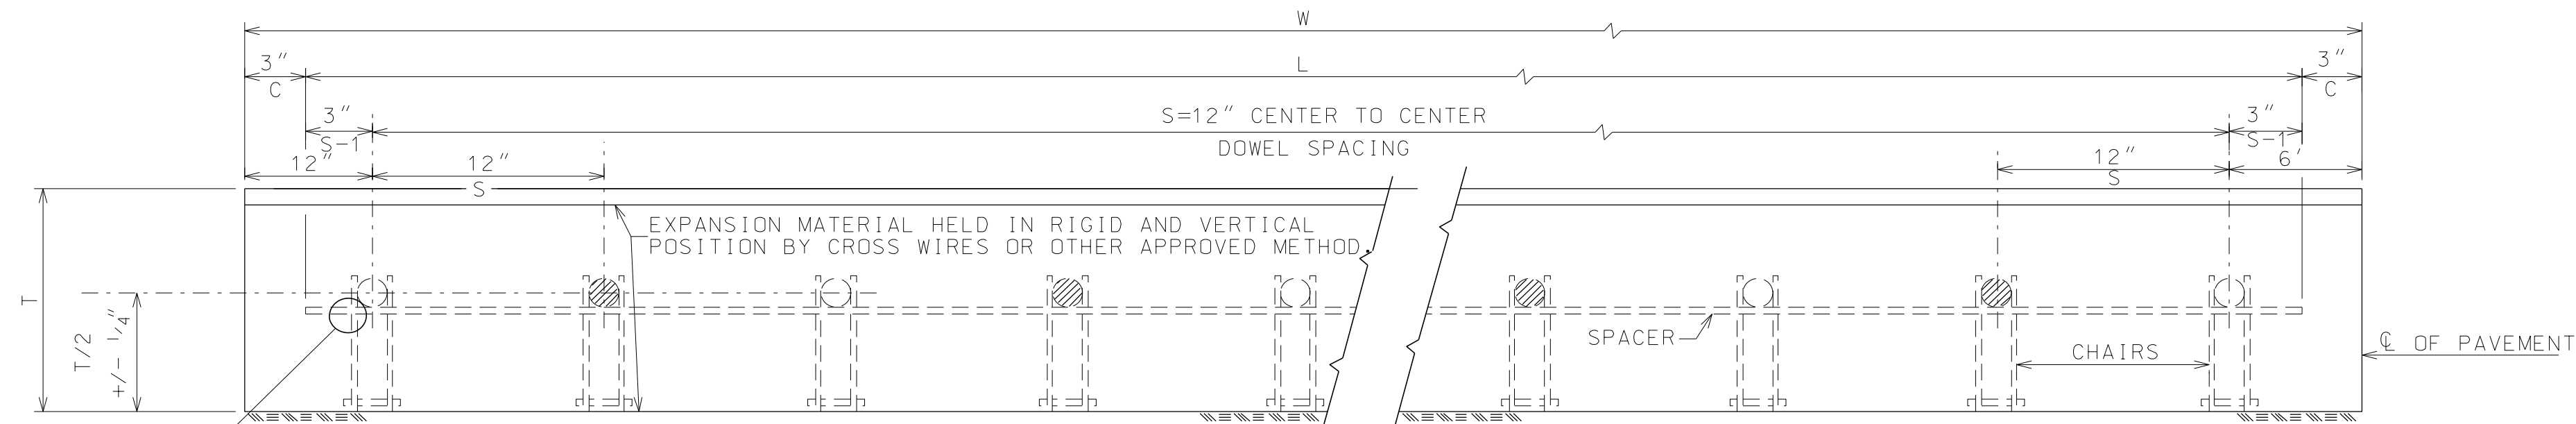 W
3" L 3"
C C
3" S=12" CENTER TO CENTER 3"
S-1 DOWEL SPACING S-1
12" 12" 12" 6'
S S
EXPANSION MATERIAL HELD IN RIGID AND VERTICAL
POSITION BY CROSS WIRES OR OTHER APPROVED METHOD.
T
T/2
+/- 1/4"
SPACER
CHAIRS
℄ OF PAVEMENT